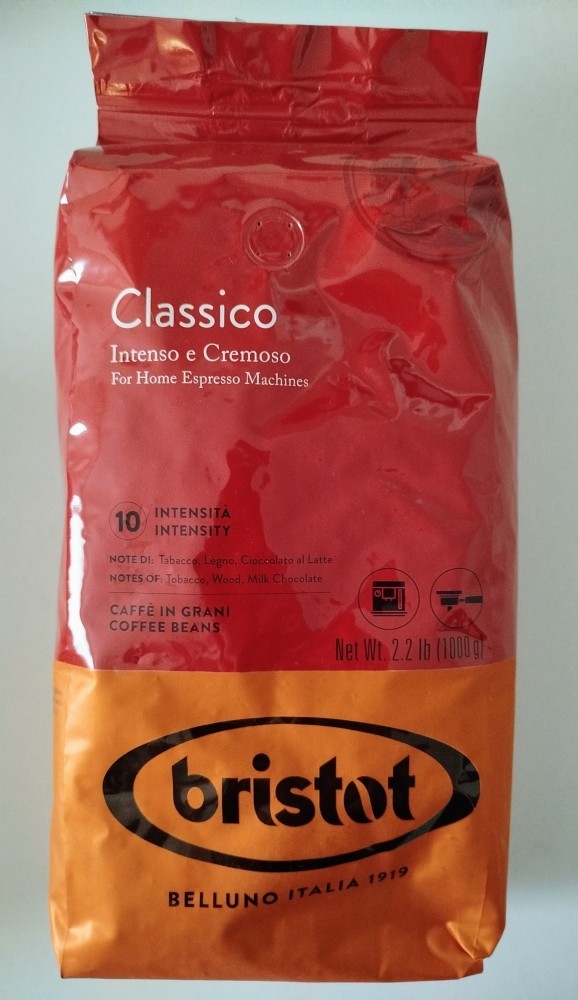 Classico
Intenso e Cremoso
For Home Espresso Machines
10
INTENSITÀ
INTENSITY
NOTE DI: Tabacco, Legno, Cioccolato al Latte
NOTES OF: Tobacco, Wood, Milk Chocolate
CAFFÈ IN GRANI
COFFEE BEANS
Net Wt. 2.2 lb (1000 g)
bristot
BELLUNO ITALIA 1919